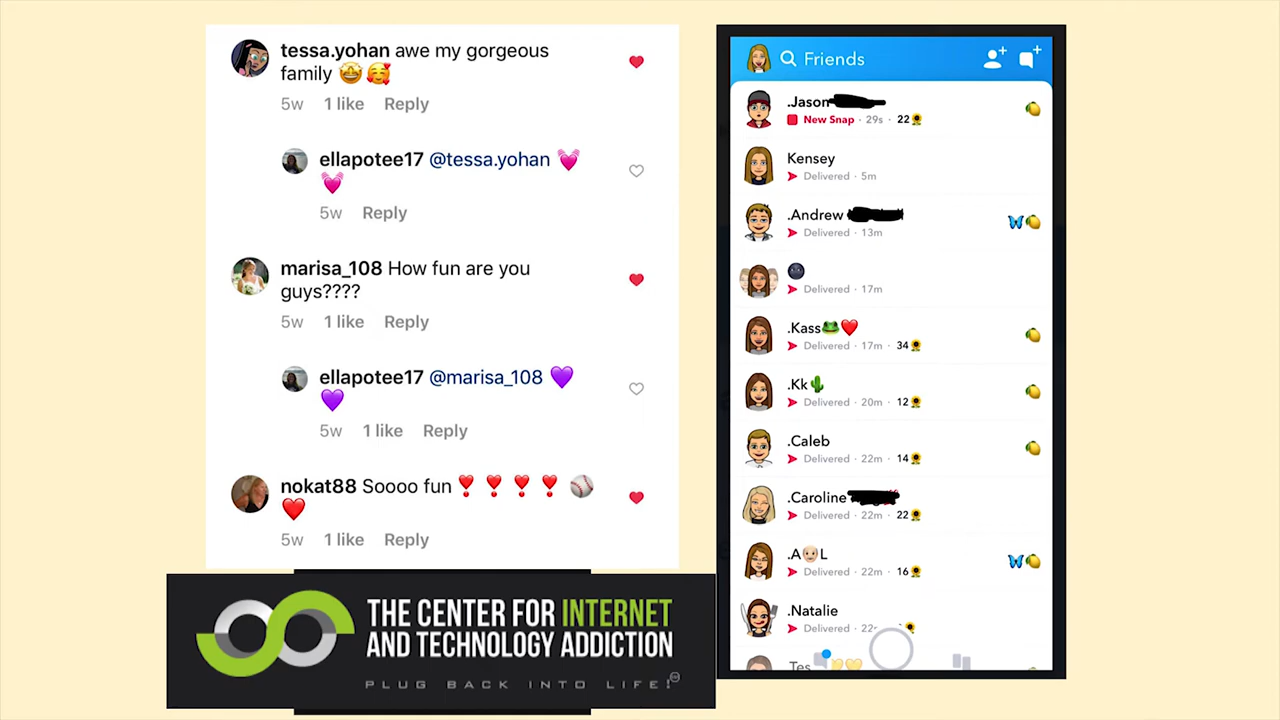 tessa.yohan awe my gorgeous
family 🤩 🥰
5w 1 like Reply
ellapotee17 @tessa.yohan 💓
💓
5w Reply
marisa_108 How fun are you
guys????
5w 1 like Reply
ellapotee17 @marisa_108 💜
💜
5w 1 like Reply
nokat88 Soooo fun ❣️❣️❣️❣️⚾
❤️
5w 1 like Reply
THE CENTER FOR INTERNET
AND TECHNOLOGY ADDICTION
PLUG BACK INTO LIFE!
Friends
.Jason
New Snap · 29s · 22🌻
Kensey
Delivered · 5m
.Andrew
Delivered · 13m
🌚
Delivered · 17m
.Kass🐸❤️
Delivered · 17m · 34🌻
.Kk🌵
Delivered · 20m · 12🌻
.Caleb
Delivered · 22m · 14🌻
.Caroline
Delivered · 22m · 22🌻
.A👴🏼L
Delivered · 22m · 16🌻
.Natalie
Delivered · 22
Tes